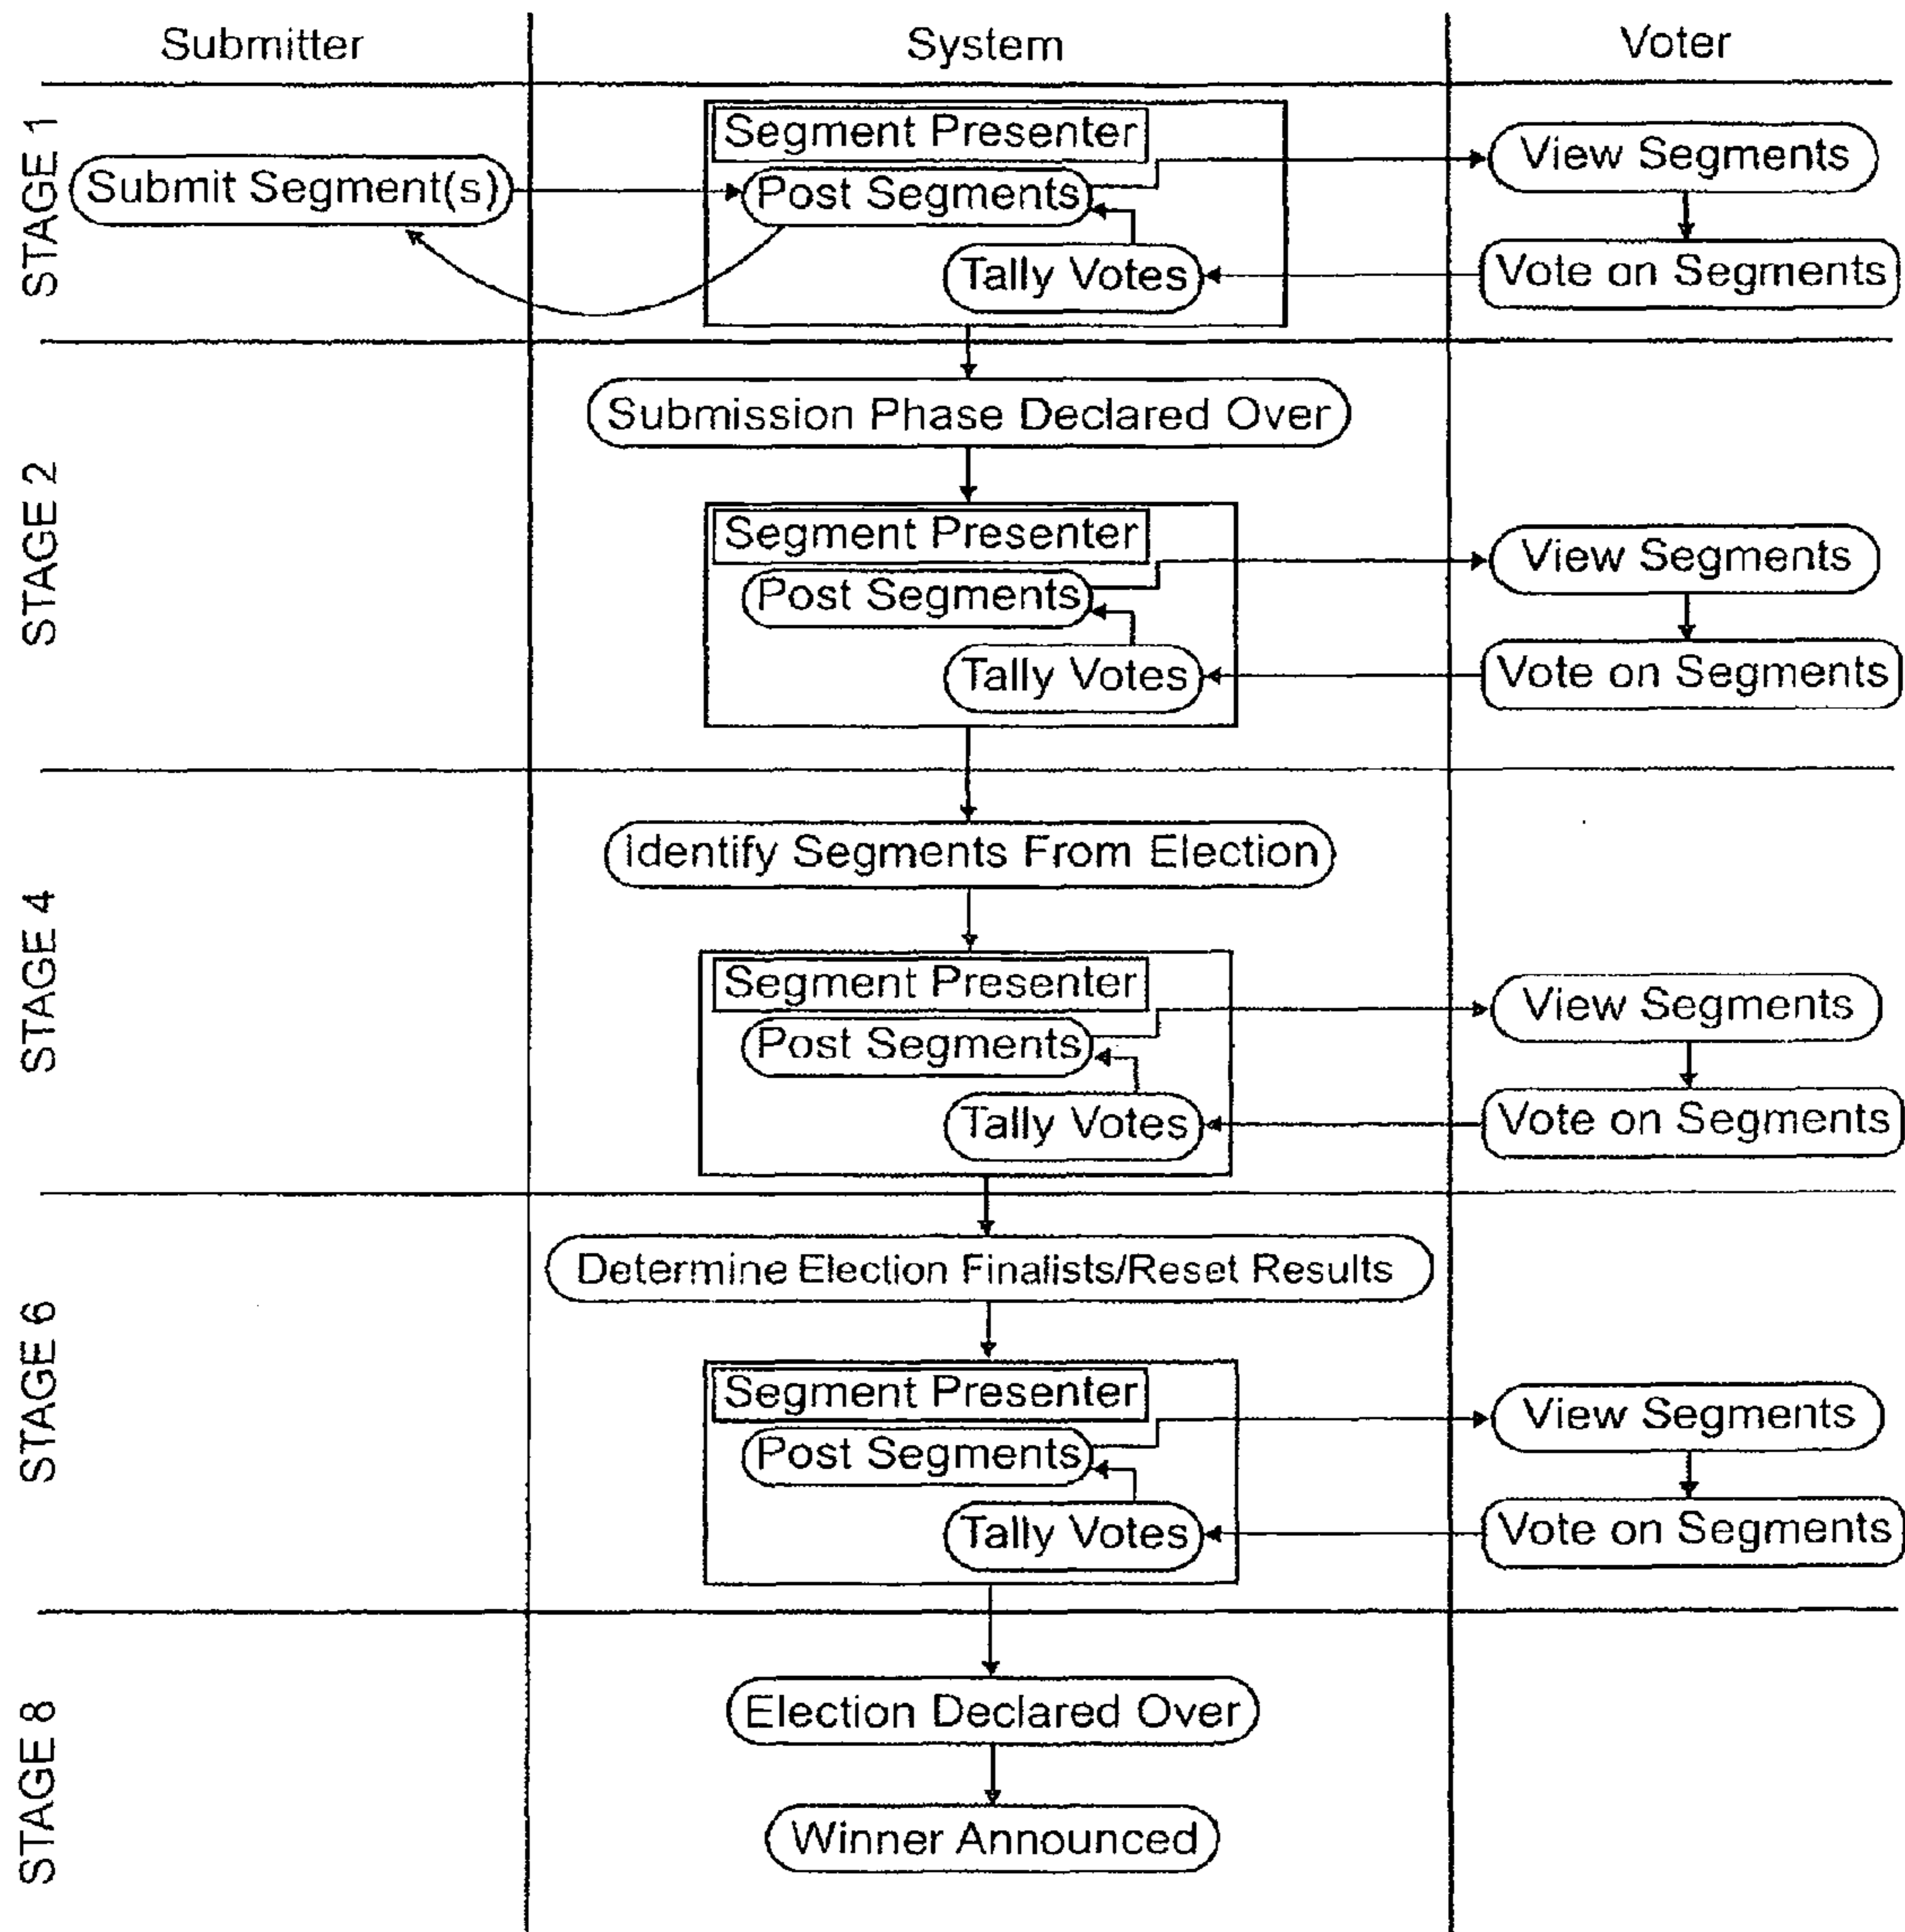 Submitter
System
Voter
STAGE 1
Submit Segment(s)
Segment Presenter
Post Segments
Tally Votes
View Segments
Vote on Segments
STAGE 2
Submission Phase Declared Over
Segment Presenter
Post Segments
Tally Votes
View Segments
Vote on Segments
STAGE 4
Identify Segments From Election
Segment Presenter
Post Segments
Tally Votes
View Segments
Vote on Segments
STAGE 6
Determine Election Finalists/Reset Results
Segment Presenter
Post Segments
Tally Votes
View Segments
Vote on Segments
STAGE 8
Election Declared Over
Winner Announced